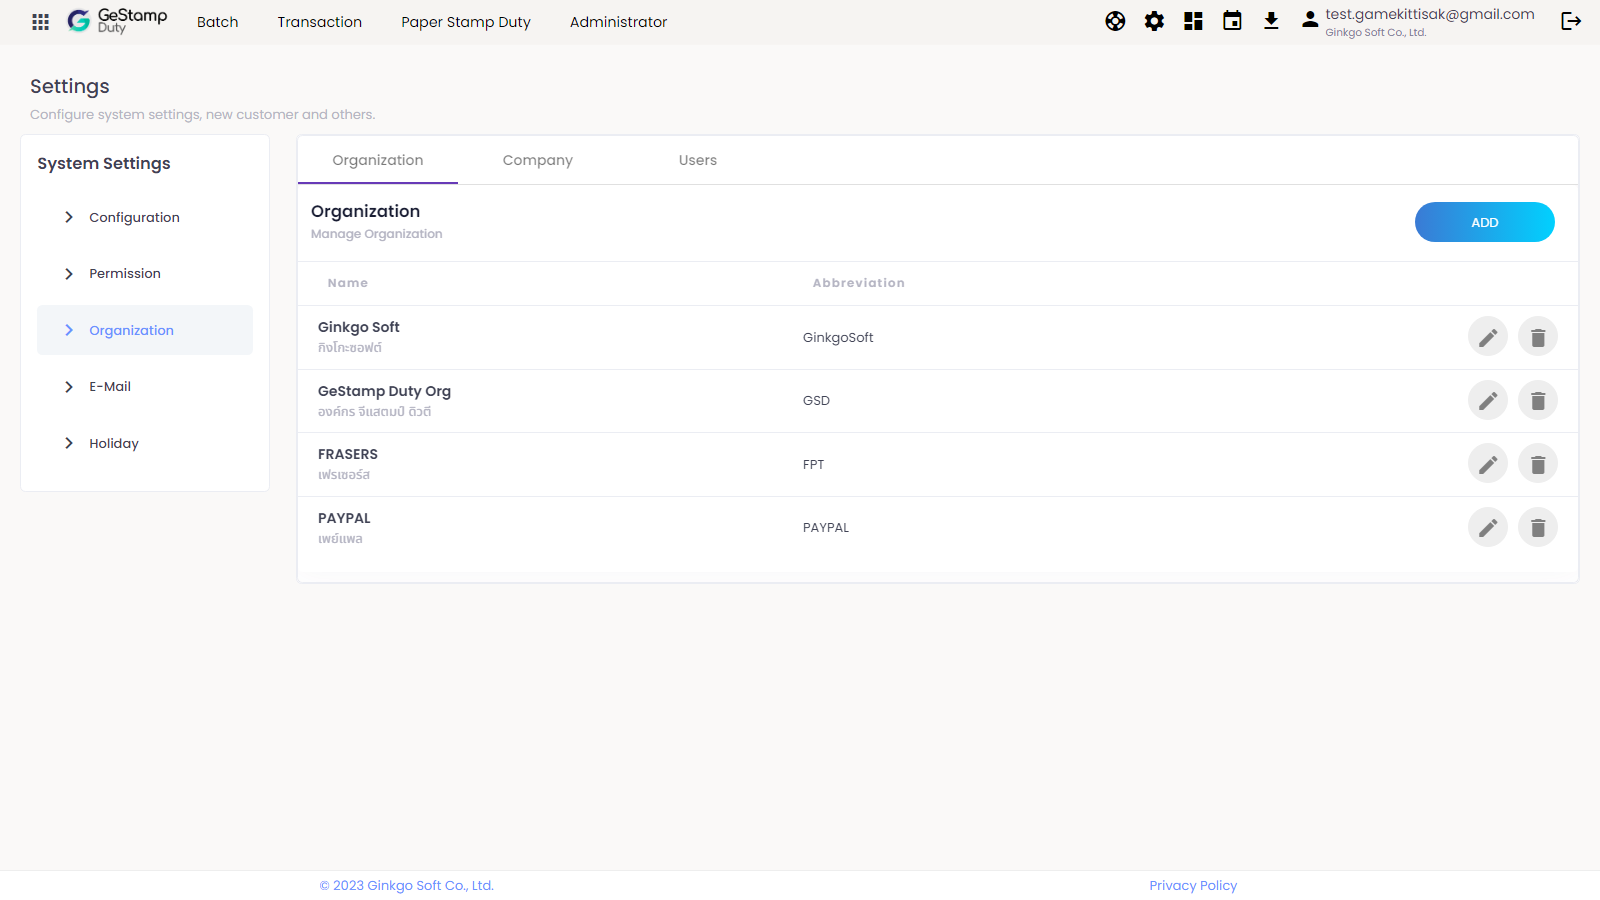 GeStamp
Duty
Batch
Transaction
Paper Stamp Duty
Administrator
test.gamekittisak@gmail.com
Ginkgo Soft Co., Ltd.
Settings
Configure system settings, new customer and others.
System Settings
Configuration
Permission
Organization
E-Mail
Holiday
Organization
Company
Users
Organization
Manage Organization
ADD
Name
Abbreviation
Ginkgo Soft
กิงโกะซอฟต์
GinkgoSoft
GeStamp Duty Org
องค์กร จีแสตมป์ ดิวตี
GSD
FRASERS
เฟรเซอร์ส
FPT
PAYPAL
เพย์แพล
PAYPAL
© 2023 Ginkgo Soft Co., Ltd.
Privacy Policy